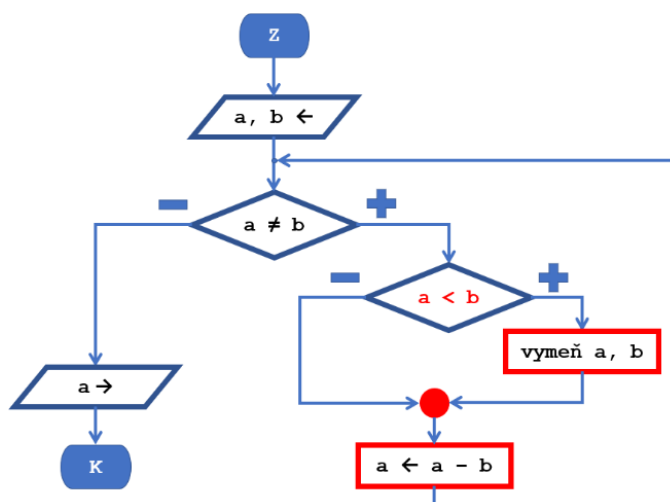 Z
a, b ←
a ≠ b
− +
a < b
− +
vymeň a, b
a →
a ← a − b
K